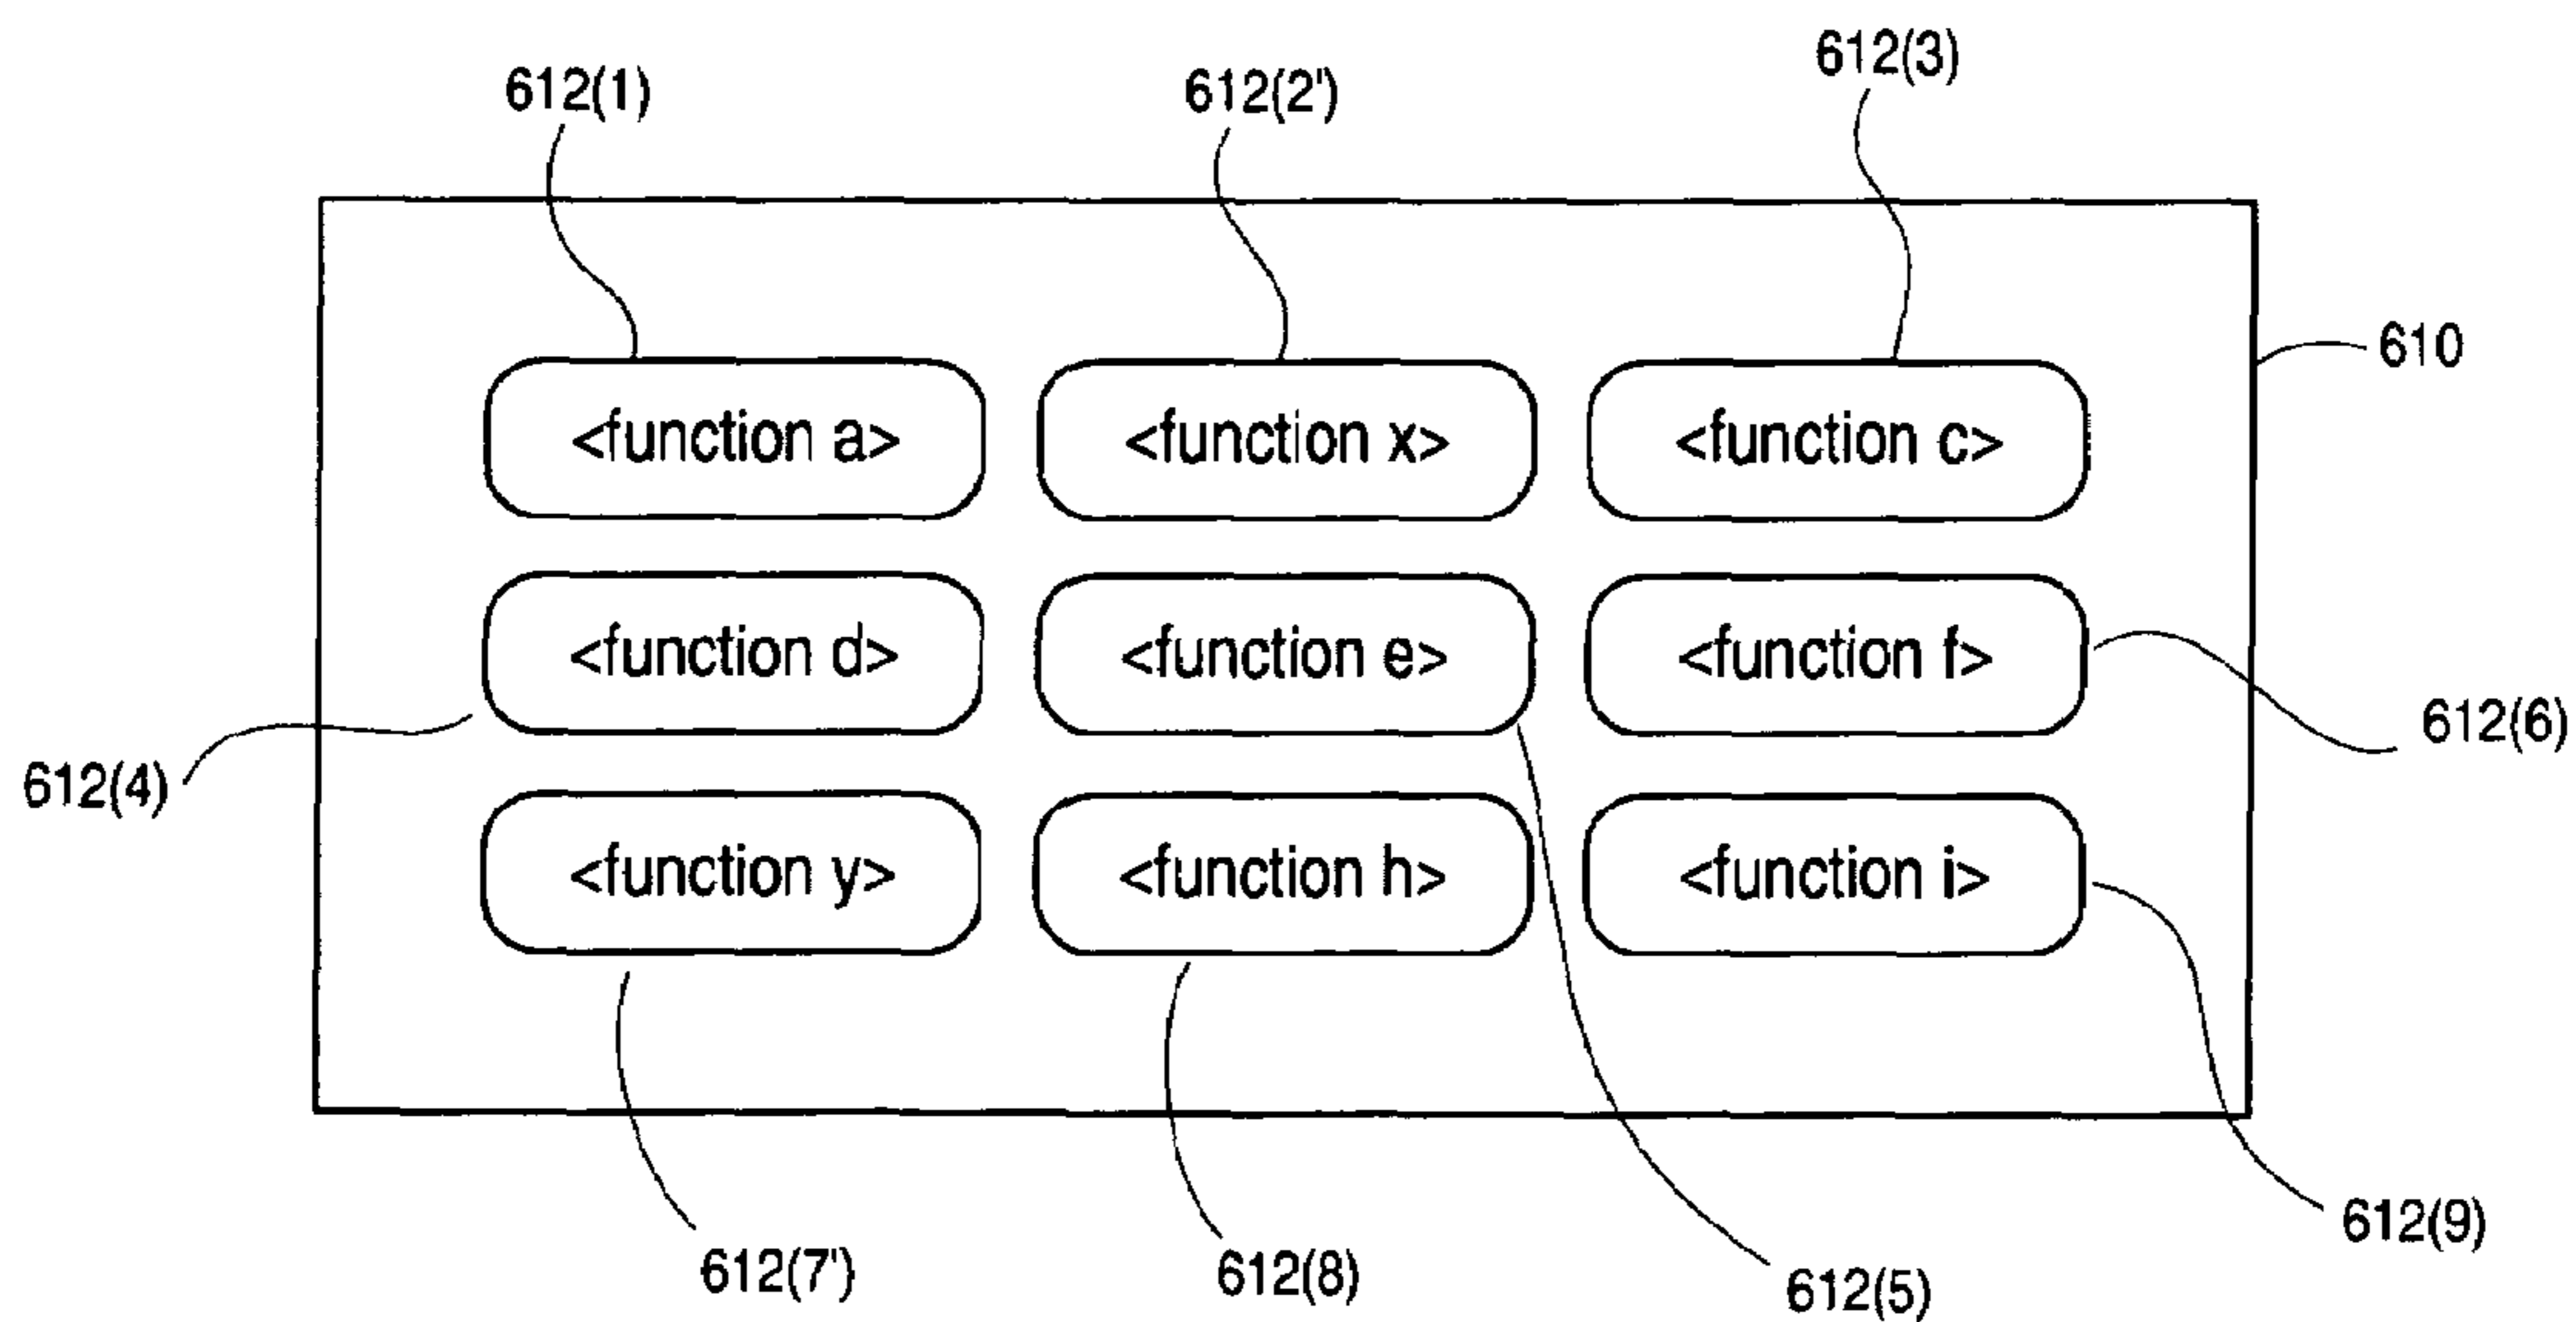 612(3)
612(1)
612(2')
610
<function a>
<function x>
<function c>
<function d>
<function e>
<function f>
612(6)
612(4)
<function y>
<function h>
<function i>
612(9)
612(7')
612(8)
612(5)